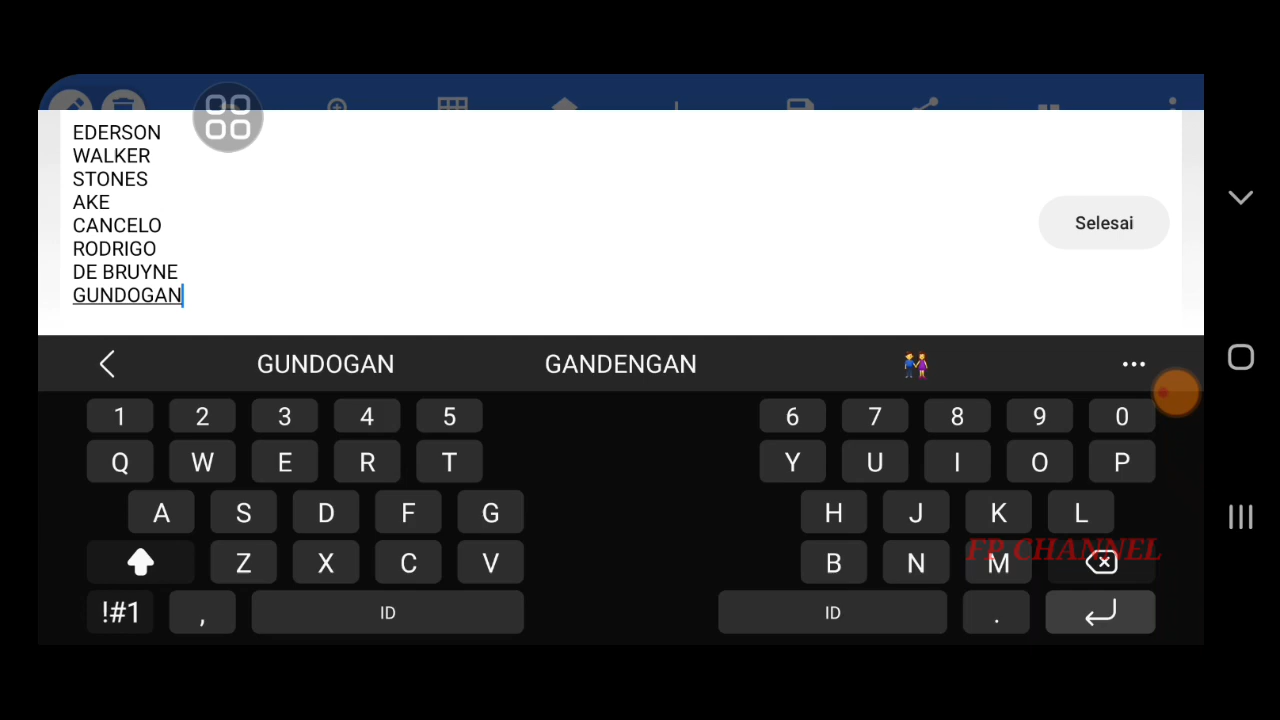 EDERSON
WALKER
STONES
AKE
CANCELO
RODRIGO
DE BRUYNE
GUNDOGAN
Selesai
GUNDOGAN GANDENGAN
1 2 3 4 5 6 7 8 9 0
Q W E R T Y U I O P
A S D F G H J K L
Z X C V B N M
FP CHANNEL
!#1 , ID ID .